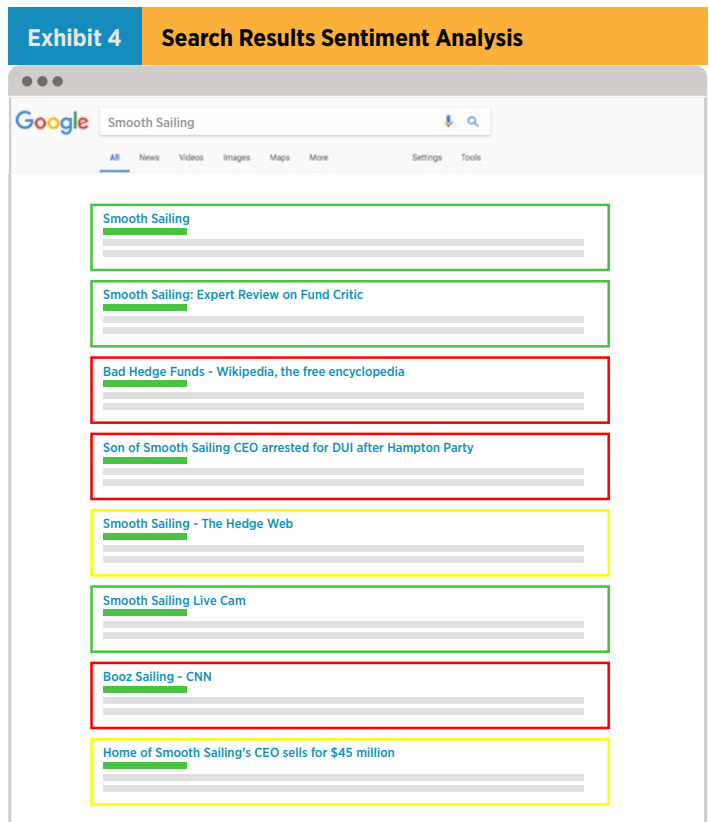 Exhibit 4
Search Results Sentiment Analysis
Google
Smooth Sailing
All News Videos Images Maps More Settings Tools
Smooth Sailing
Smooth Sailing: Expert Review on Fund Critic
Bad Hedge Funds - Wikipedia, the free encyclopedia
Son of Smooth Sailing CEO arrested for DUI after Hampton Party
Smooth Sailing - The Hedge Web
Smooth Sailing Live Cam
Booz Sailing - CNN
Home of Smooth Sailing's CEO sells for $45 million